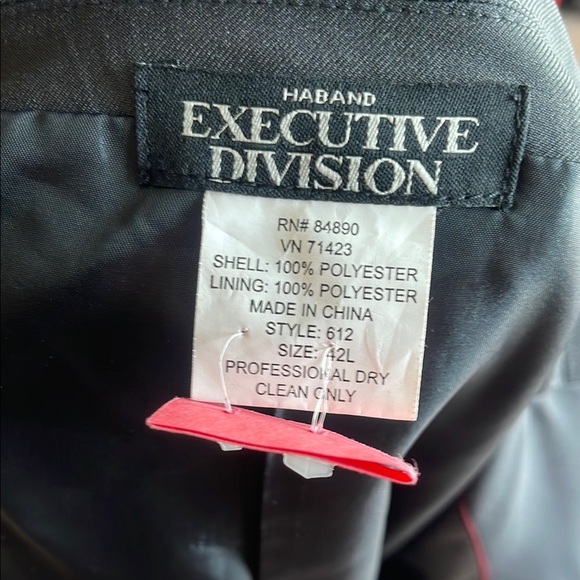 HABAND
EXECUTIVE
DIVISION
RN# 84890
VN 71423
SHELL: 100% POLYESTER
LINING: 100% POLYESTER
MADE IN CHINA
STYLE: 612
SIZE: 42L
PROFESSIONAL DRY
CLEAN ONLY